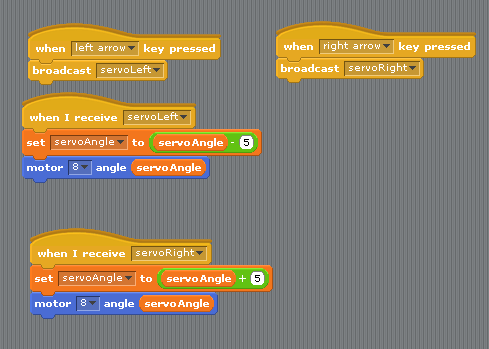 when left arrow key pressed
broadcast servoLeft
when right arrow key pressed
broadcast servoRight
when I receive servoLeft
set servoAngle to servoAngle - 5
motor 8 angle servoAngle
when I receive servoRight
set servoAngle to servoAngle + 5
motor 8 angle servoAngle